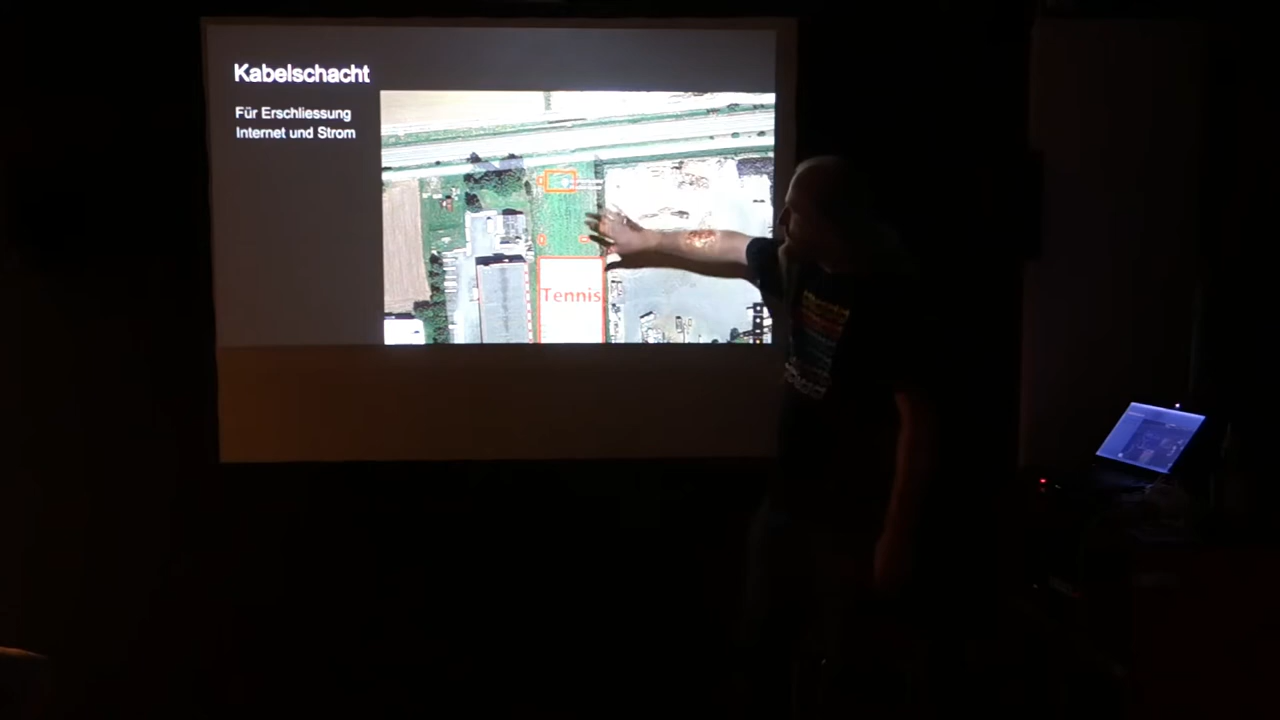 Kabelschacht
Für Erschliessung
Internet und Strom
Tennis